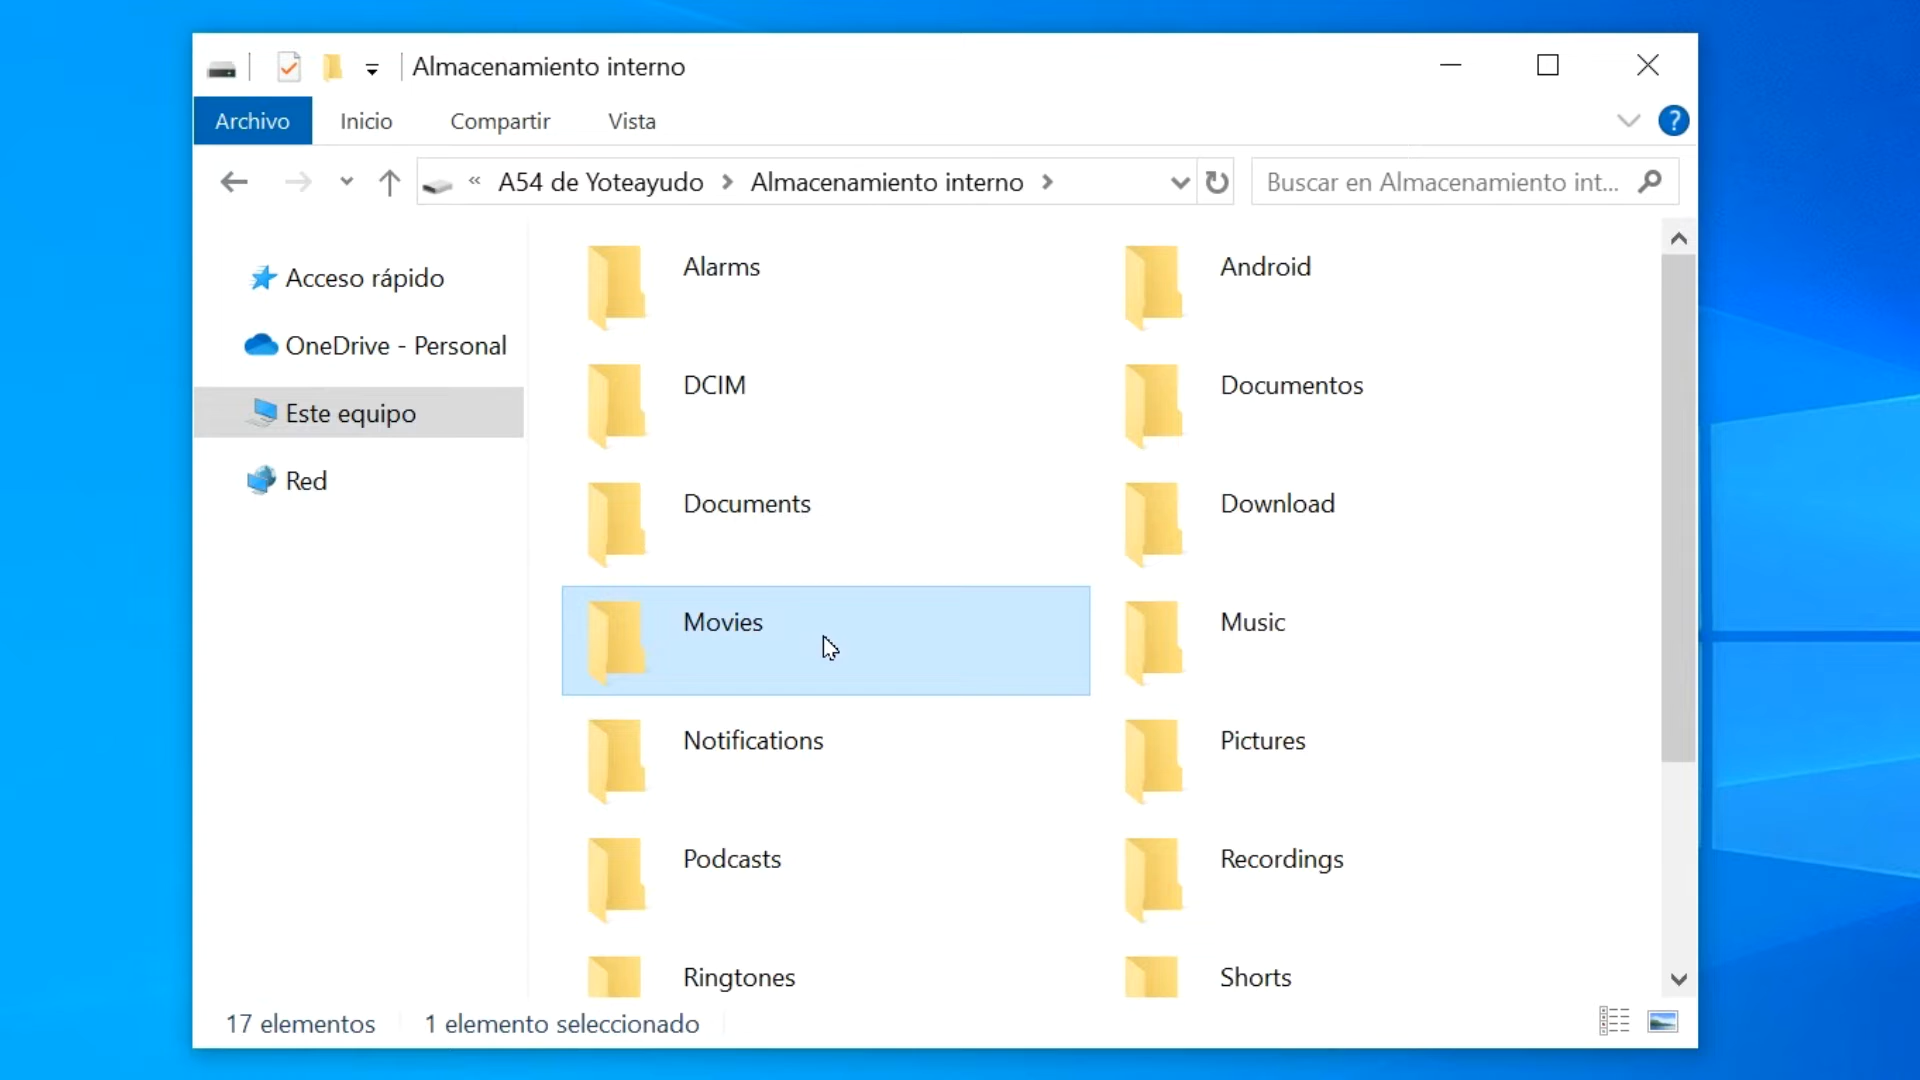 Almacenamiento interno
Archivo Inicio Compartir Vista ?
« A54 de Yoteayudo > Almacenamiento interno > Buscar en Almacenamiento int...
Acceso rápido
OneDrive - Personal
Este equipo
Red
Alarms Android
DCIM Documentos
Documents Download
Movies Music
Notifications Pictures
Podcasts Recordings
Ringtones Shorts
17 elementos 1 elemento seleccionado